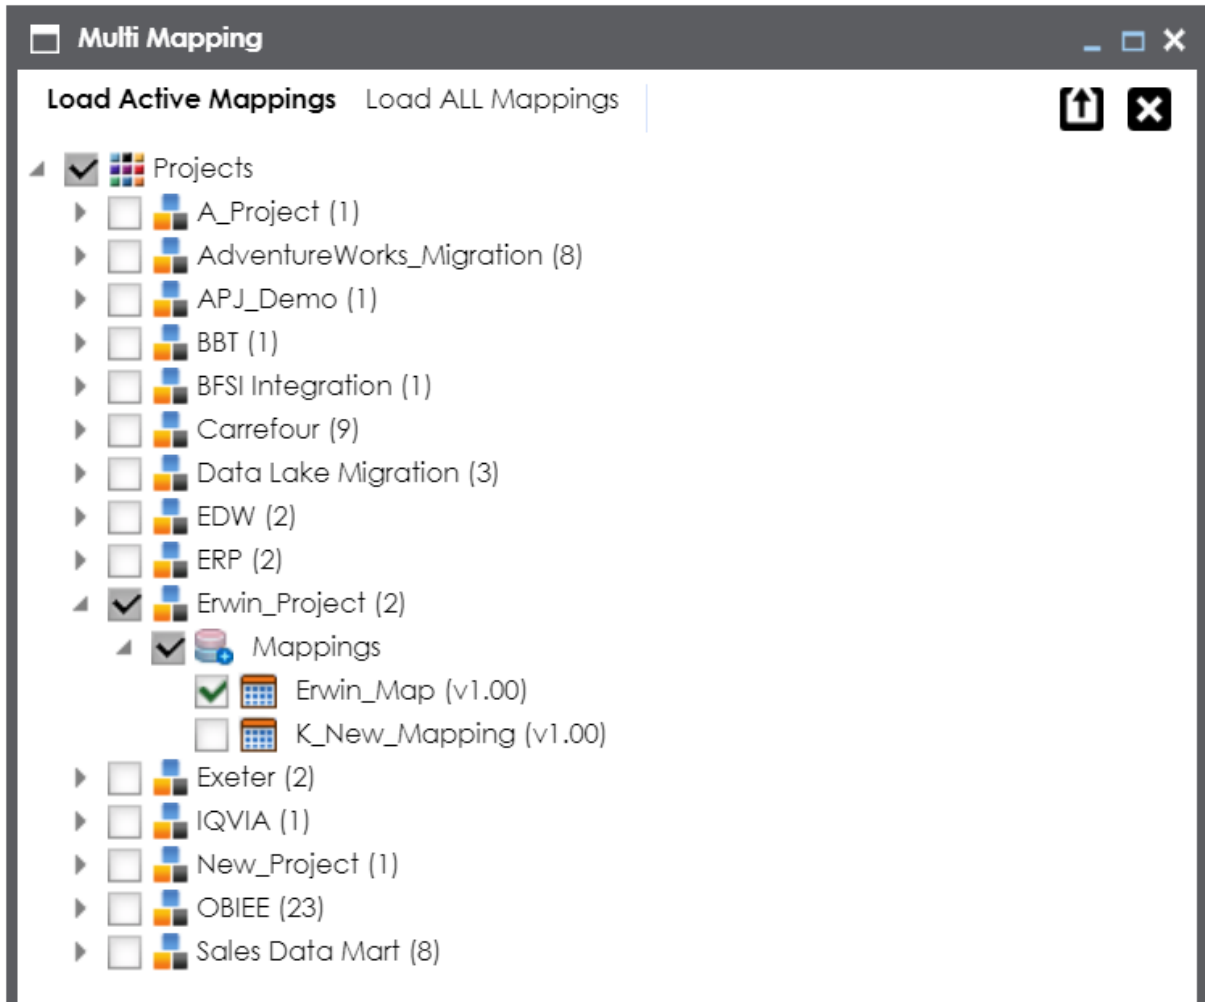 Multi Mapping
Load Active Mappings Load ALL Mappings
Projects
A_Project (1)
AdventureWorks_Migration (8)
APJ_Demo (1)
BBT (1)
BFSI Integration (1)
Carrefour (9)
Data Lake Migration (3)
EDW (2)
ERP (2)
Erwin_Project (2)
Mappings
Erwin_Map (v1.00)
K_New_Mapping (v1.00)
Exeter (2)
IQVIA (1)
New_Project (1)
OBIEE (23)
Sales Data Mart (8)